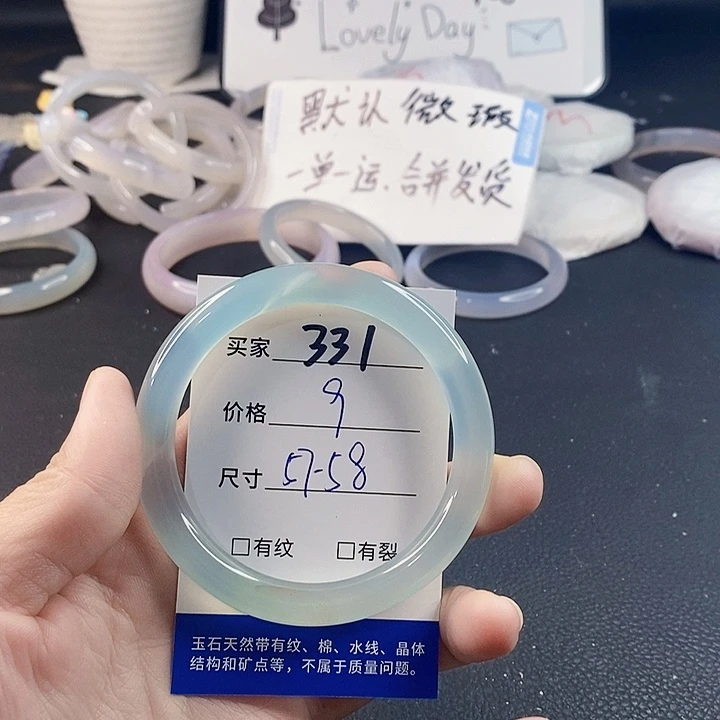 Lovely Day
默认微瑕
一单一运.合并发货
买家 331
价格 9
尺寸 57-58
□有纹 □有裂
玉石天然带有纹、棉、水线、晶体
结构和矿点等，不属于质量问题。